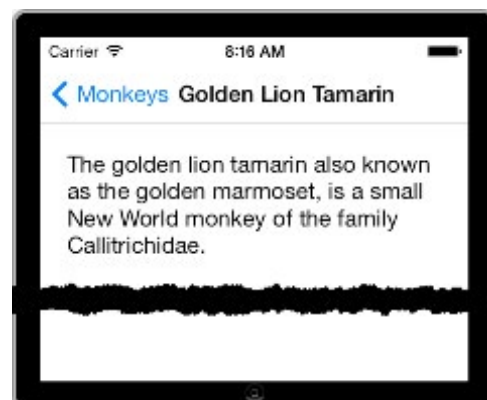 Carrier 8:16 AM
Monkeys Golden Lion Tamarin
The golden lion tamarin also known
as the golden marmoset, is a small
New World monkey of the family
Callitrichidae.